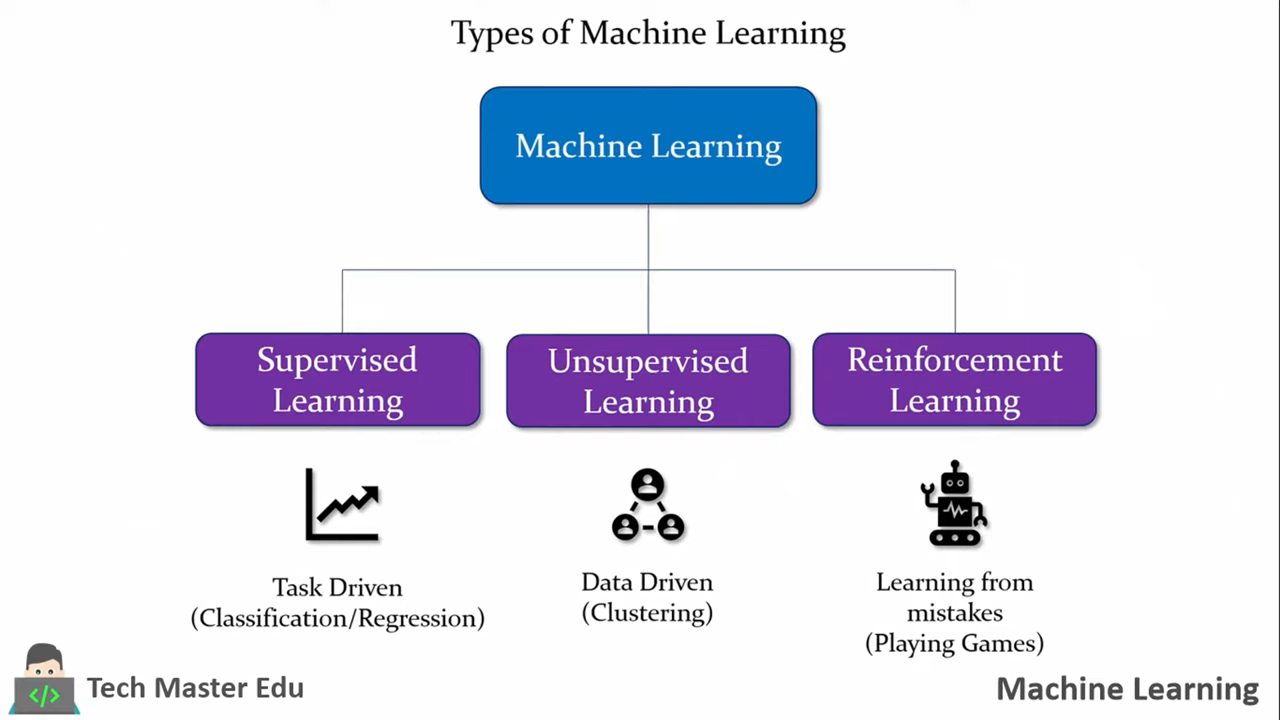 Types of Machine Learning
Machine Learning
Supervised
Learning
Unsupervised
Learning
Reinforcement
Learning
Task Driven
(Classification/Regression)
Data Driven
(Clustering)
Learning from
mistakes
(Playing Games)
</>
Tech Master Edu
Machine Learning